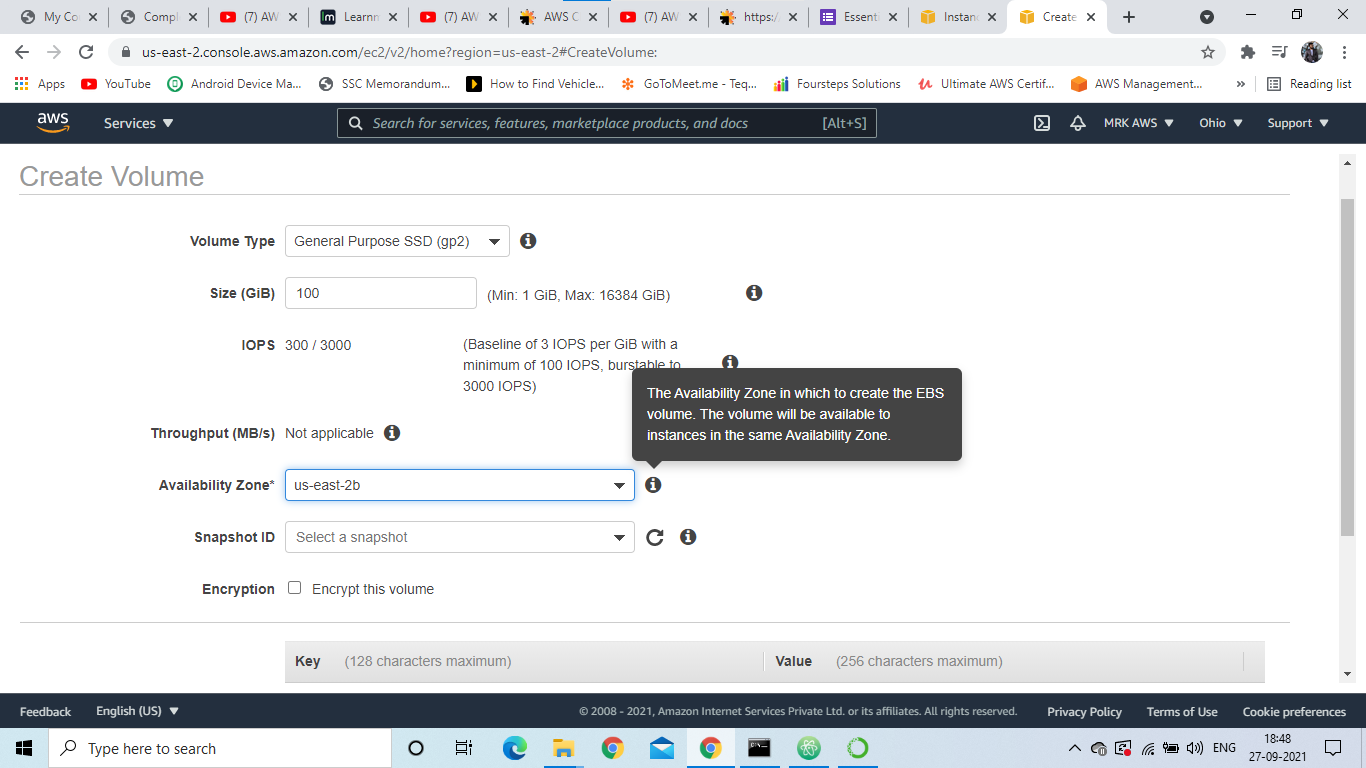 My Co
Compl
(7) AW
Learnn
(7) AW
AWS C
(7) AW
https:/
Essenti
Instanc
Create
us-east-2.console.aws.amazon.com/ec2/v2/home?region=us-east-2#CreateVolume:
Apps
YouTube
Android Device Ma...
SSC Memorandum...
How to Find Vehicle...
GoToMeet.me - Teq...
Foursteps Solutions
Ultimate AWS Certif...
AWS Management...
»
Reading list
aws
Services
Search for services, features, marketplace products, and docs
[Alt+S]
MRK AWS
Ohio
Support
Create Volume
Volume Type
General Purpose SSD (gp2)
Size (GiB)
100
(Min: 1 GiB, Max: 16384 GiB)
IOPS
300 / 3000
(Baseline of 3 IOPS per GiB with a
minimum of 100 IOPS, burstable to
3000 IOPS)
The Availability Zone in which to create the EBS
volume. The volume will be available to
instances in the same Availability Zone.
Throughput (MB/s)
Not applicable
Availability Zone*
us-east-2b
Snapshot ID
Select a snapshot
Encryption
Encrypt this volume
Key
(128 characters maximum)
Value
(256 characters maximum)
Feedback
English (US)
© 2008 - 2021, Amazon Internet Services Private Ltd. or its affiliates. All rights reserved.
Privacy Policy
Terms of Use
Cookie preferences
Type here to search
ENG
18:48
27-09-2021